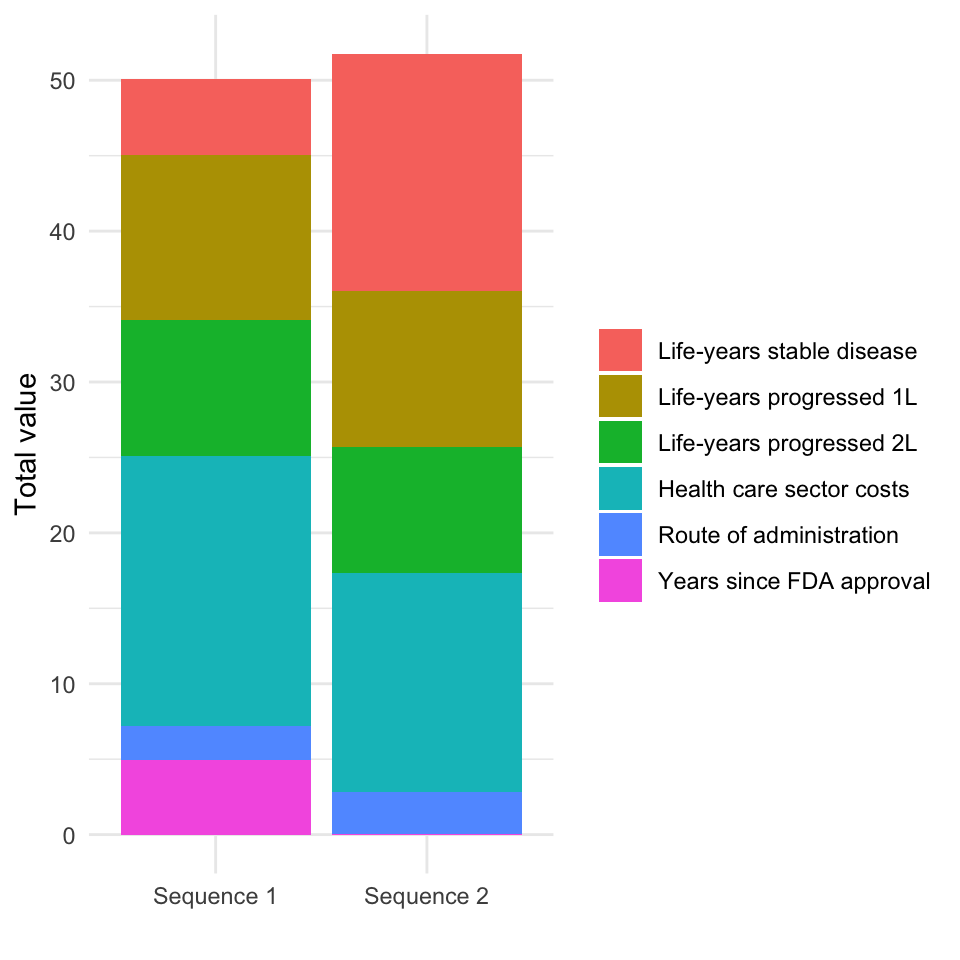 Total value
50
40
30
20
10
0
Sequence 1
Sequence 2
Life-years stable disease
Life-years progressed 1L
Life-years progressed 2L
Health care sector costs
Route of administration
Years since FDA approval